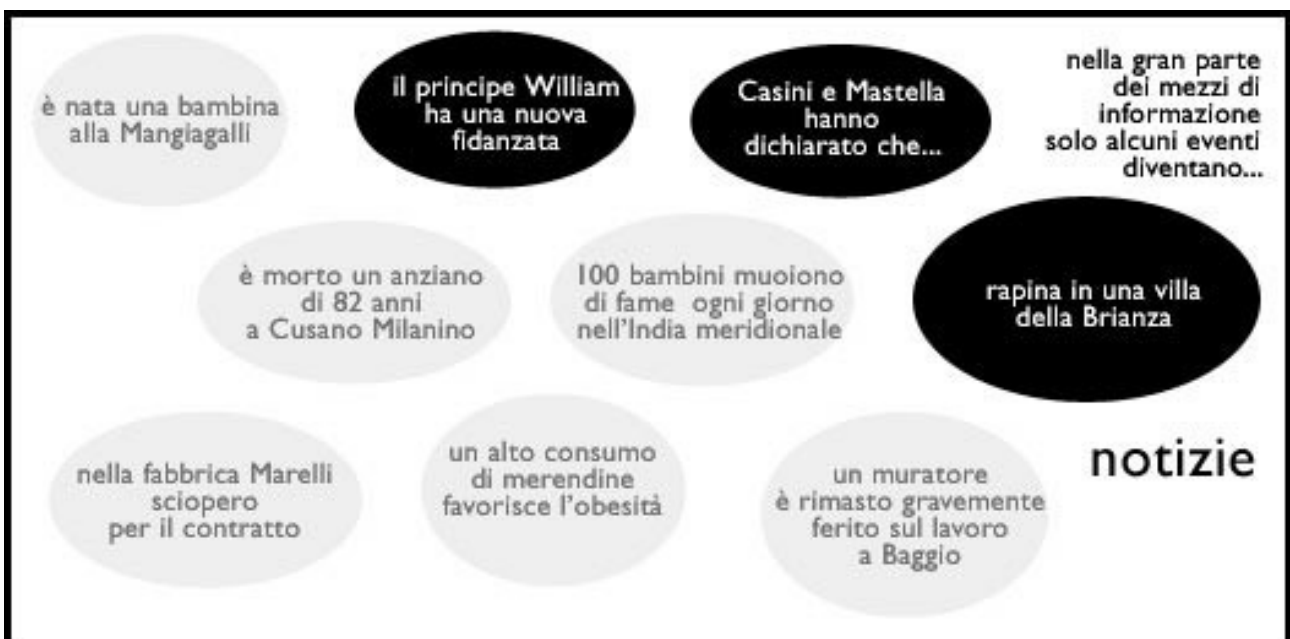 è nata una bambina
alla Mangiagalli
il principe William
ha una nuova
fidanzata
Casini e Mastella
hanno
dichiarato che...
nella gran parte
dei mezzi di
informazione
solo alcuni eventi
diventano...
è morto un anziano
di 82 anni
a Cusano Milanino
100 bambini muoiono
di fame ogni giorno
nell'India meridionale
rapina in una villa
della Brianza
nella fabbrica Marelli
sciopero
per il contratto
un alto consumo
di merendine
favorisce l'obesità
un muratore
è rimasto gravemente
ferito sul lavoro
a Baggio
notizie